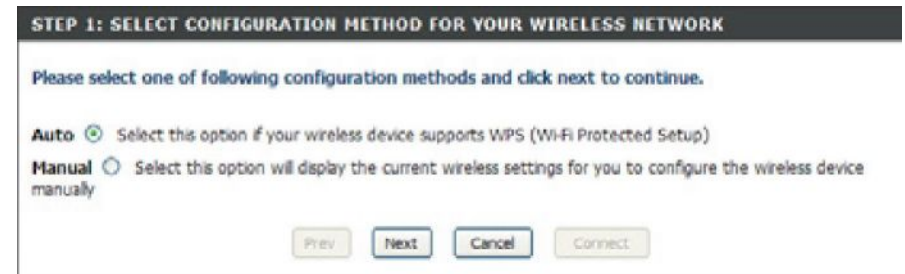 STEP 1: SELECT CONFIGURATION METHOD FOR YOUR WIRELESS NETWORK
Please select one of following configuration methods and click next to continue.
Auto Select this option if your wireless device supports WPS (Wi-Fi Protected Setup)
Manual Select this option will display the current wireless settings for you to configure the wireless device
manually
Prev Next Cancel Connect